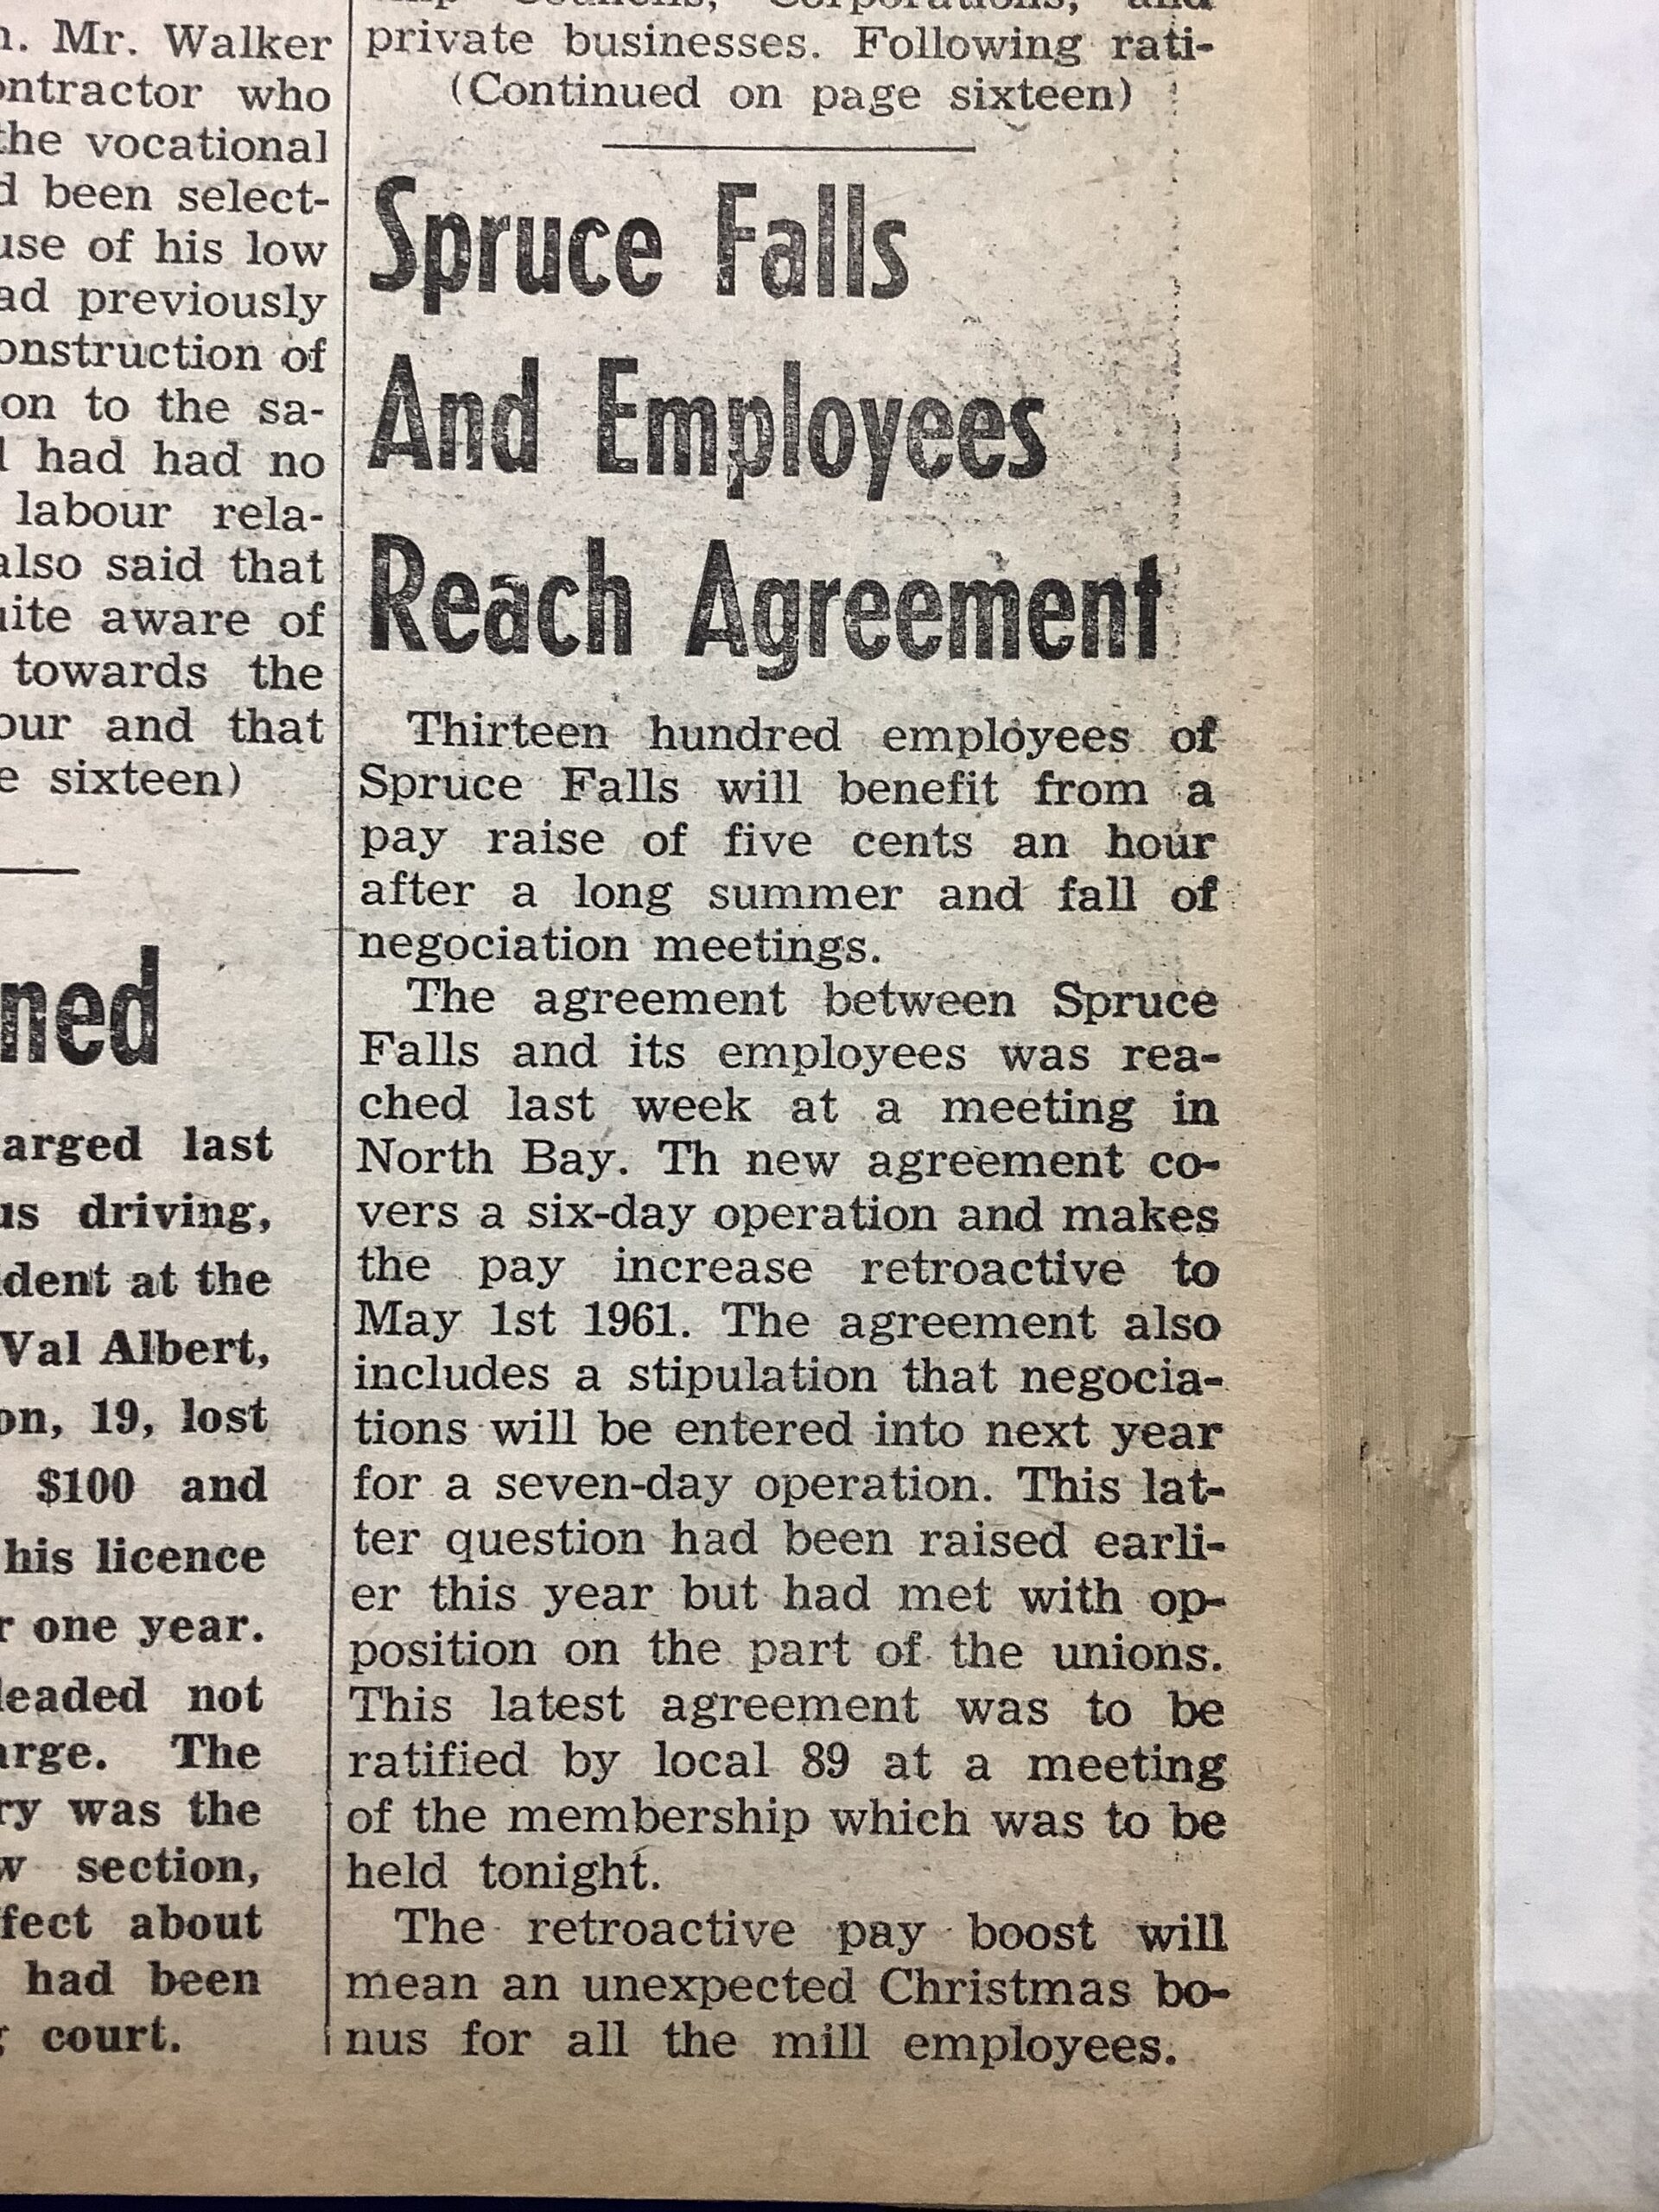 n. Mr. Walker
ontractor who
the vocational
d been select-
use of his low
ad previously
onstruction of
on to the sa-
l had had no
labour rela-
also said that
uite aware of
towards the
our and that
e sixteen)
ned
arged last
us driving,
ident at the
Val Albert,
on, 19, lost
$100 and
his licence
r one year.
leaded not
arge. The
ry was the
w section,
ffect about
had been
g court.
Councils, Corporations, and
private businesses. Following rati-
(Continued on page sixteen)
Spruce Falls
And Employees
Reach Agreement
Thirteen hundred employees of
Spruce Falls will benefit from a
pay raise of five cents an hour
after a long summer and fall of
negociation meetings.
The agreement between Spruce
Falls and its employees was rea-
ched last week at a meeting in
North Bay. Th new agreement co-
vers a six-day operation and makes
the pay increase retroactive to
May 1st 1961. The agreement also
includes a stipulation that negocia-
tions will be entered into next year
for a seven-day operation. This lat-
ter question had been raised earli-
er this year but had met with op-
position on the part of the unions.
This latest agreement was to be
ratified by local 89 at a meeting
of the membership which was to be
held tonight.
The retroactive pay boost will
mean an unexpected Christmas bo-
nus for all the mill employees.